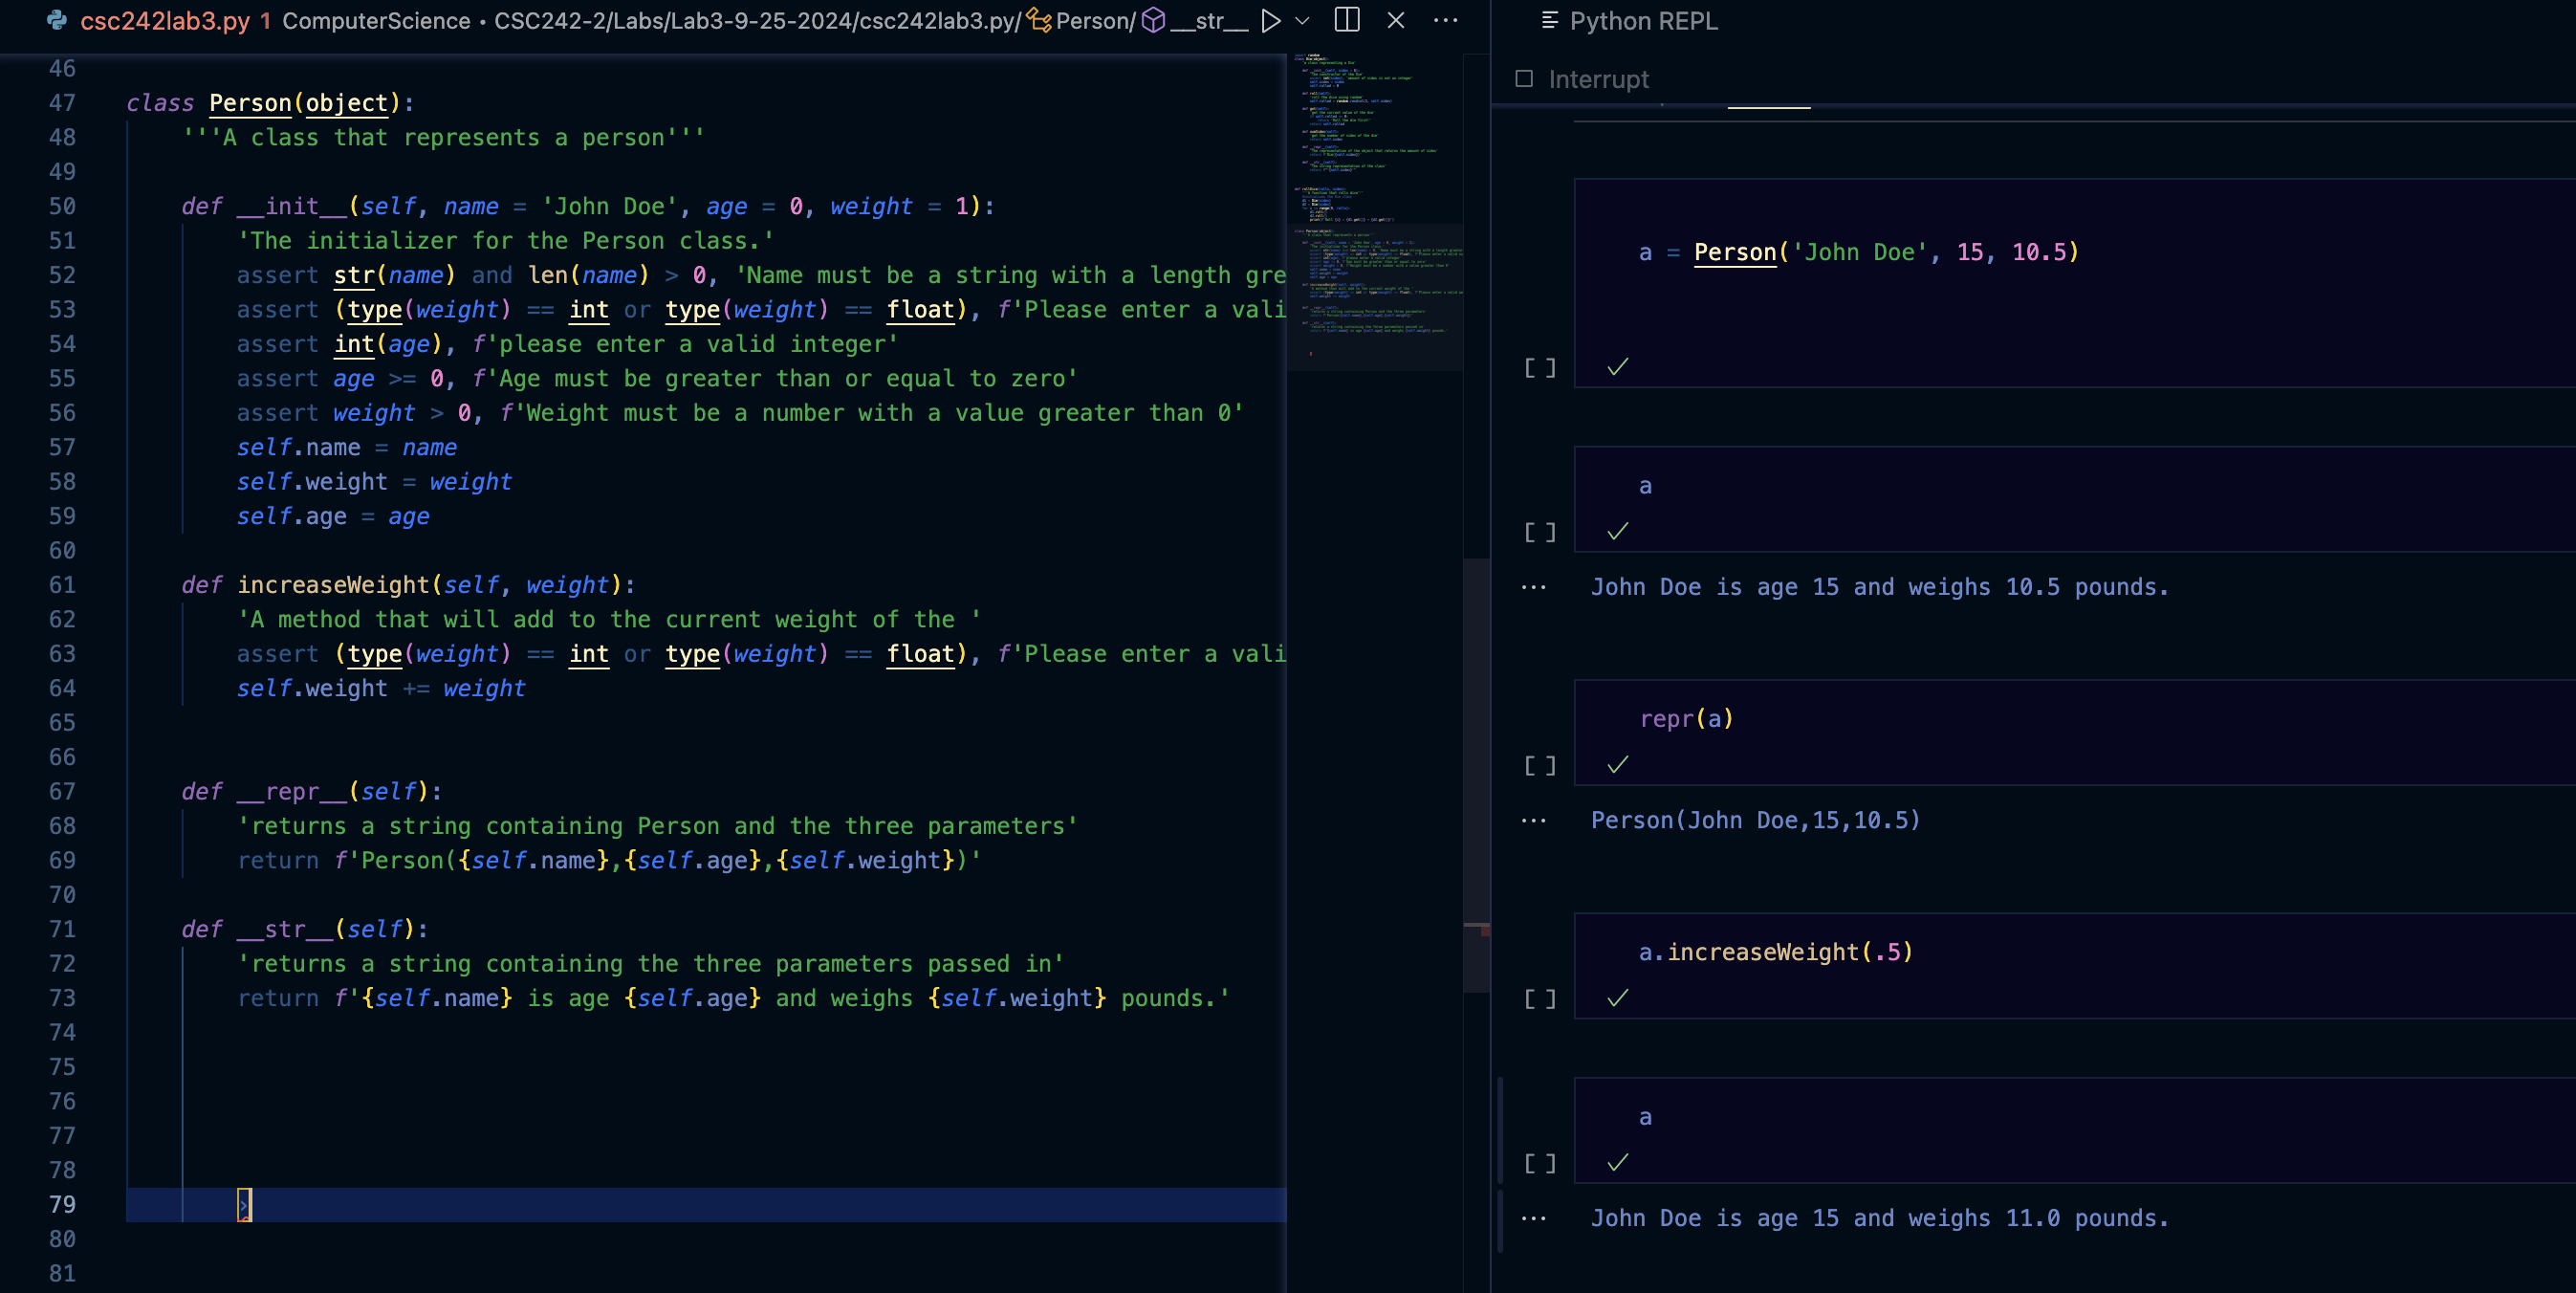 csc242lab3.py 1 ComputerScience • CSC242-2/Labs/Lab3-9-25-2024/csc242lab3.py/ Person/ __str__
46
47 class Person(object):
48 '''A class that represents a person'''
49
50 def __init__(self, name = 'John Doe', age = 0, weight = 1):
51 'The initializer for the Person class.'
52 assert str(name) and len(name) > 0, 'Name must be a string with a length gre
53 assert (type(weight) == int or type(weight) == float), f'Please enter a vali
54 assert int(age), f'please enter a valid integer'
55 assert age >= 0, f'Age must be greater than or equal to zero'
56 assert weight > 0, f'Weight must be a number with a value greater than 0'
57 self.name = name
58 self.weight = weight
59 self.age = age
60
61 def increaseWeight(self, weight):
62 'A method that will add to the current weight of the '
63 assert (type(weight) == int or type(weight) == float), f'Please enter a vali
64 self.weight += weight
65
66
67 def __repr__(self):
68 'returns a string containing Person and the three parameters'
69 return f'Person({self.name},{self.age},{self.weight})'
70
71 def __str__(self):
72 'returns a string containing the three parameters passed in'
73 return f'{self.name} is age {self.age} and weighs {self.weight} pounds.'
74
75
76
77
78
79
80
81
Python REPL
Interrupt
a = Person('John Doe', 15, 10.5)
[ ]
a
[ ]
... John Doe is age 15 and weighs 10.5 pounds.
repr(a)
[ ]
... Person(John Doe,15,10.5)
a.increaseWeight(.5)
[ ]
a
[ ]
... John Doe is age 15 and weighs 11.0 pounds.